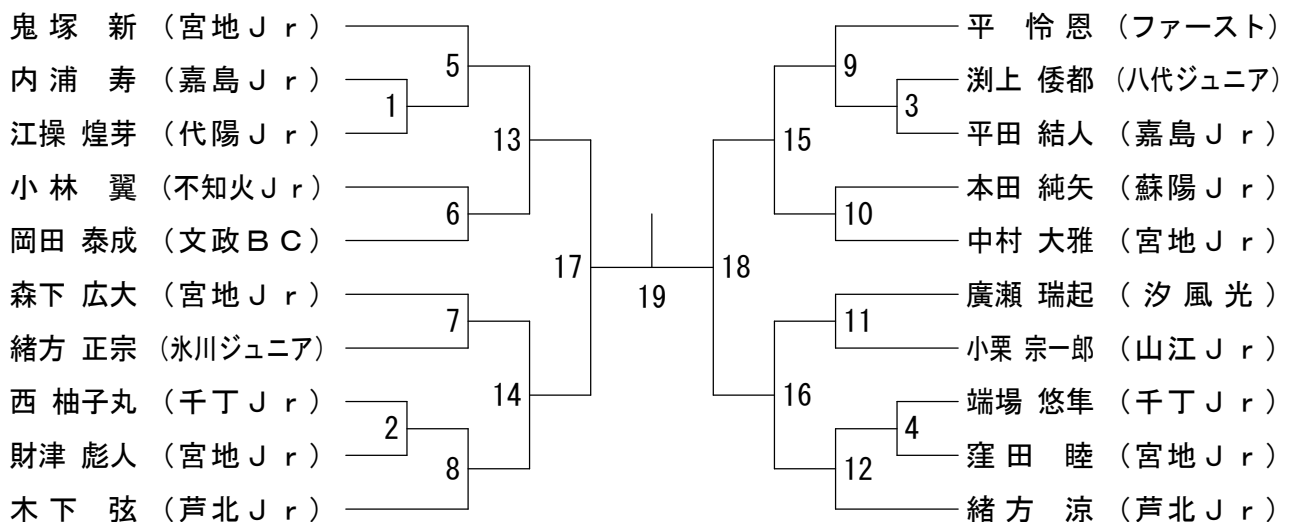 鬼塚 新 (宮地Jr)
内浦 寿 (嘉島Jr)
江操 煌芽 (代陽Jr)
小林 翼 (不知火Jr)
岡田 泰成 (文政BC)
森下 広大 (宮地Jr)
緒方 正宗 (氷川ジュニア)
西 柚子丸 (千丁Jr)
財津 彪人 (宮地Jr)
木下 弦 (芦北Jr)
1
2
5
6
7
8
13
14
17
19
18
15
16
9
10
11
12
3
4
平 怜恩 (ファースト)
渕上 倭都 (八代ジュニア)
平田 結人 (嘉島Jr)
本田 純矢 (蘇陽Jr)
中村 大雅 (宮地Jr)
廣瀬 瑞起 (汐風光)
小栗 宗一郎 (山江Jr)
端場 悠隼 (千丁Jr)
窪田 睦 (宮地Jr)
緒方 涼 (芦北Jr)